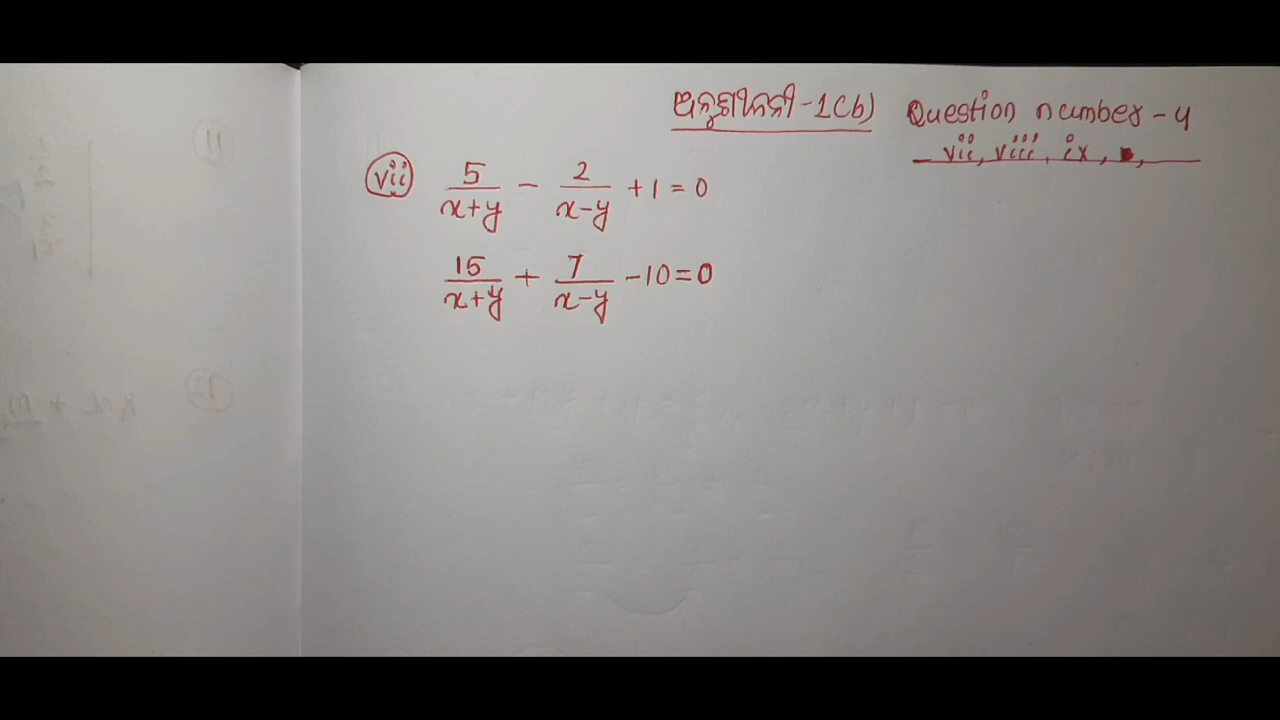 ଅନୁଶୀଳନୀ-1(b) Question number-4
vii, viii, ix,
vii 5/(x+y) - 2/(x-y) +1=0
15/(x+y) + 7/(x-y) -10=0